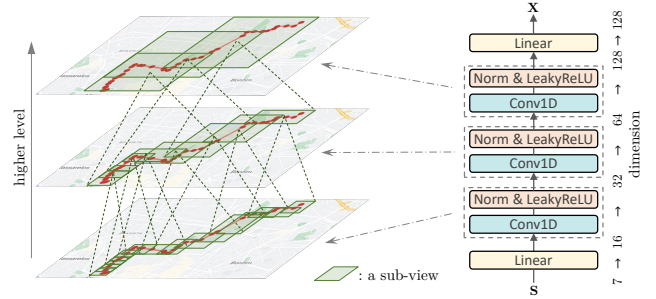 X
Linear
Norm & LeakyReLU
Conv1D
Norm & LeakyReLU
Conv1D
Norm & LeakyReLU
Conv1D
Linear
S
7 → 16 → 32 → 64 → 128 → 128
dimension
higher level
: a sub-view